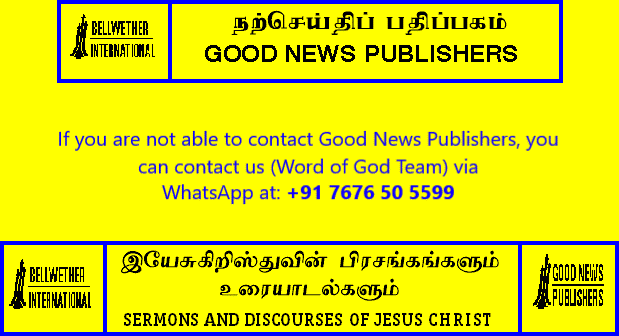 BELLWETHER
INTERNATIONAL
நற்செய்திப் பதிப்பகம்
GOOD NEWS PUBLISHERS
If you are not able to contact Good News Publishers, you
can contact us (Word of God Team) via
WhatsApp at: +91 7676 50 5599
BELLWETHER
INTERNATIONAL
இயேசுகிறிஸ்துவின் பிரசங்கங்களும்
உரையாடல்களும்
SERMONS AND DISCOURSES OF JESUS CHRIST
GOOD NEWS
PUBLISHERS